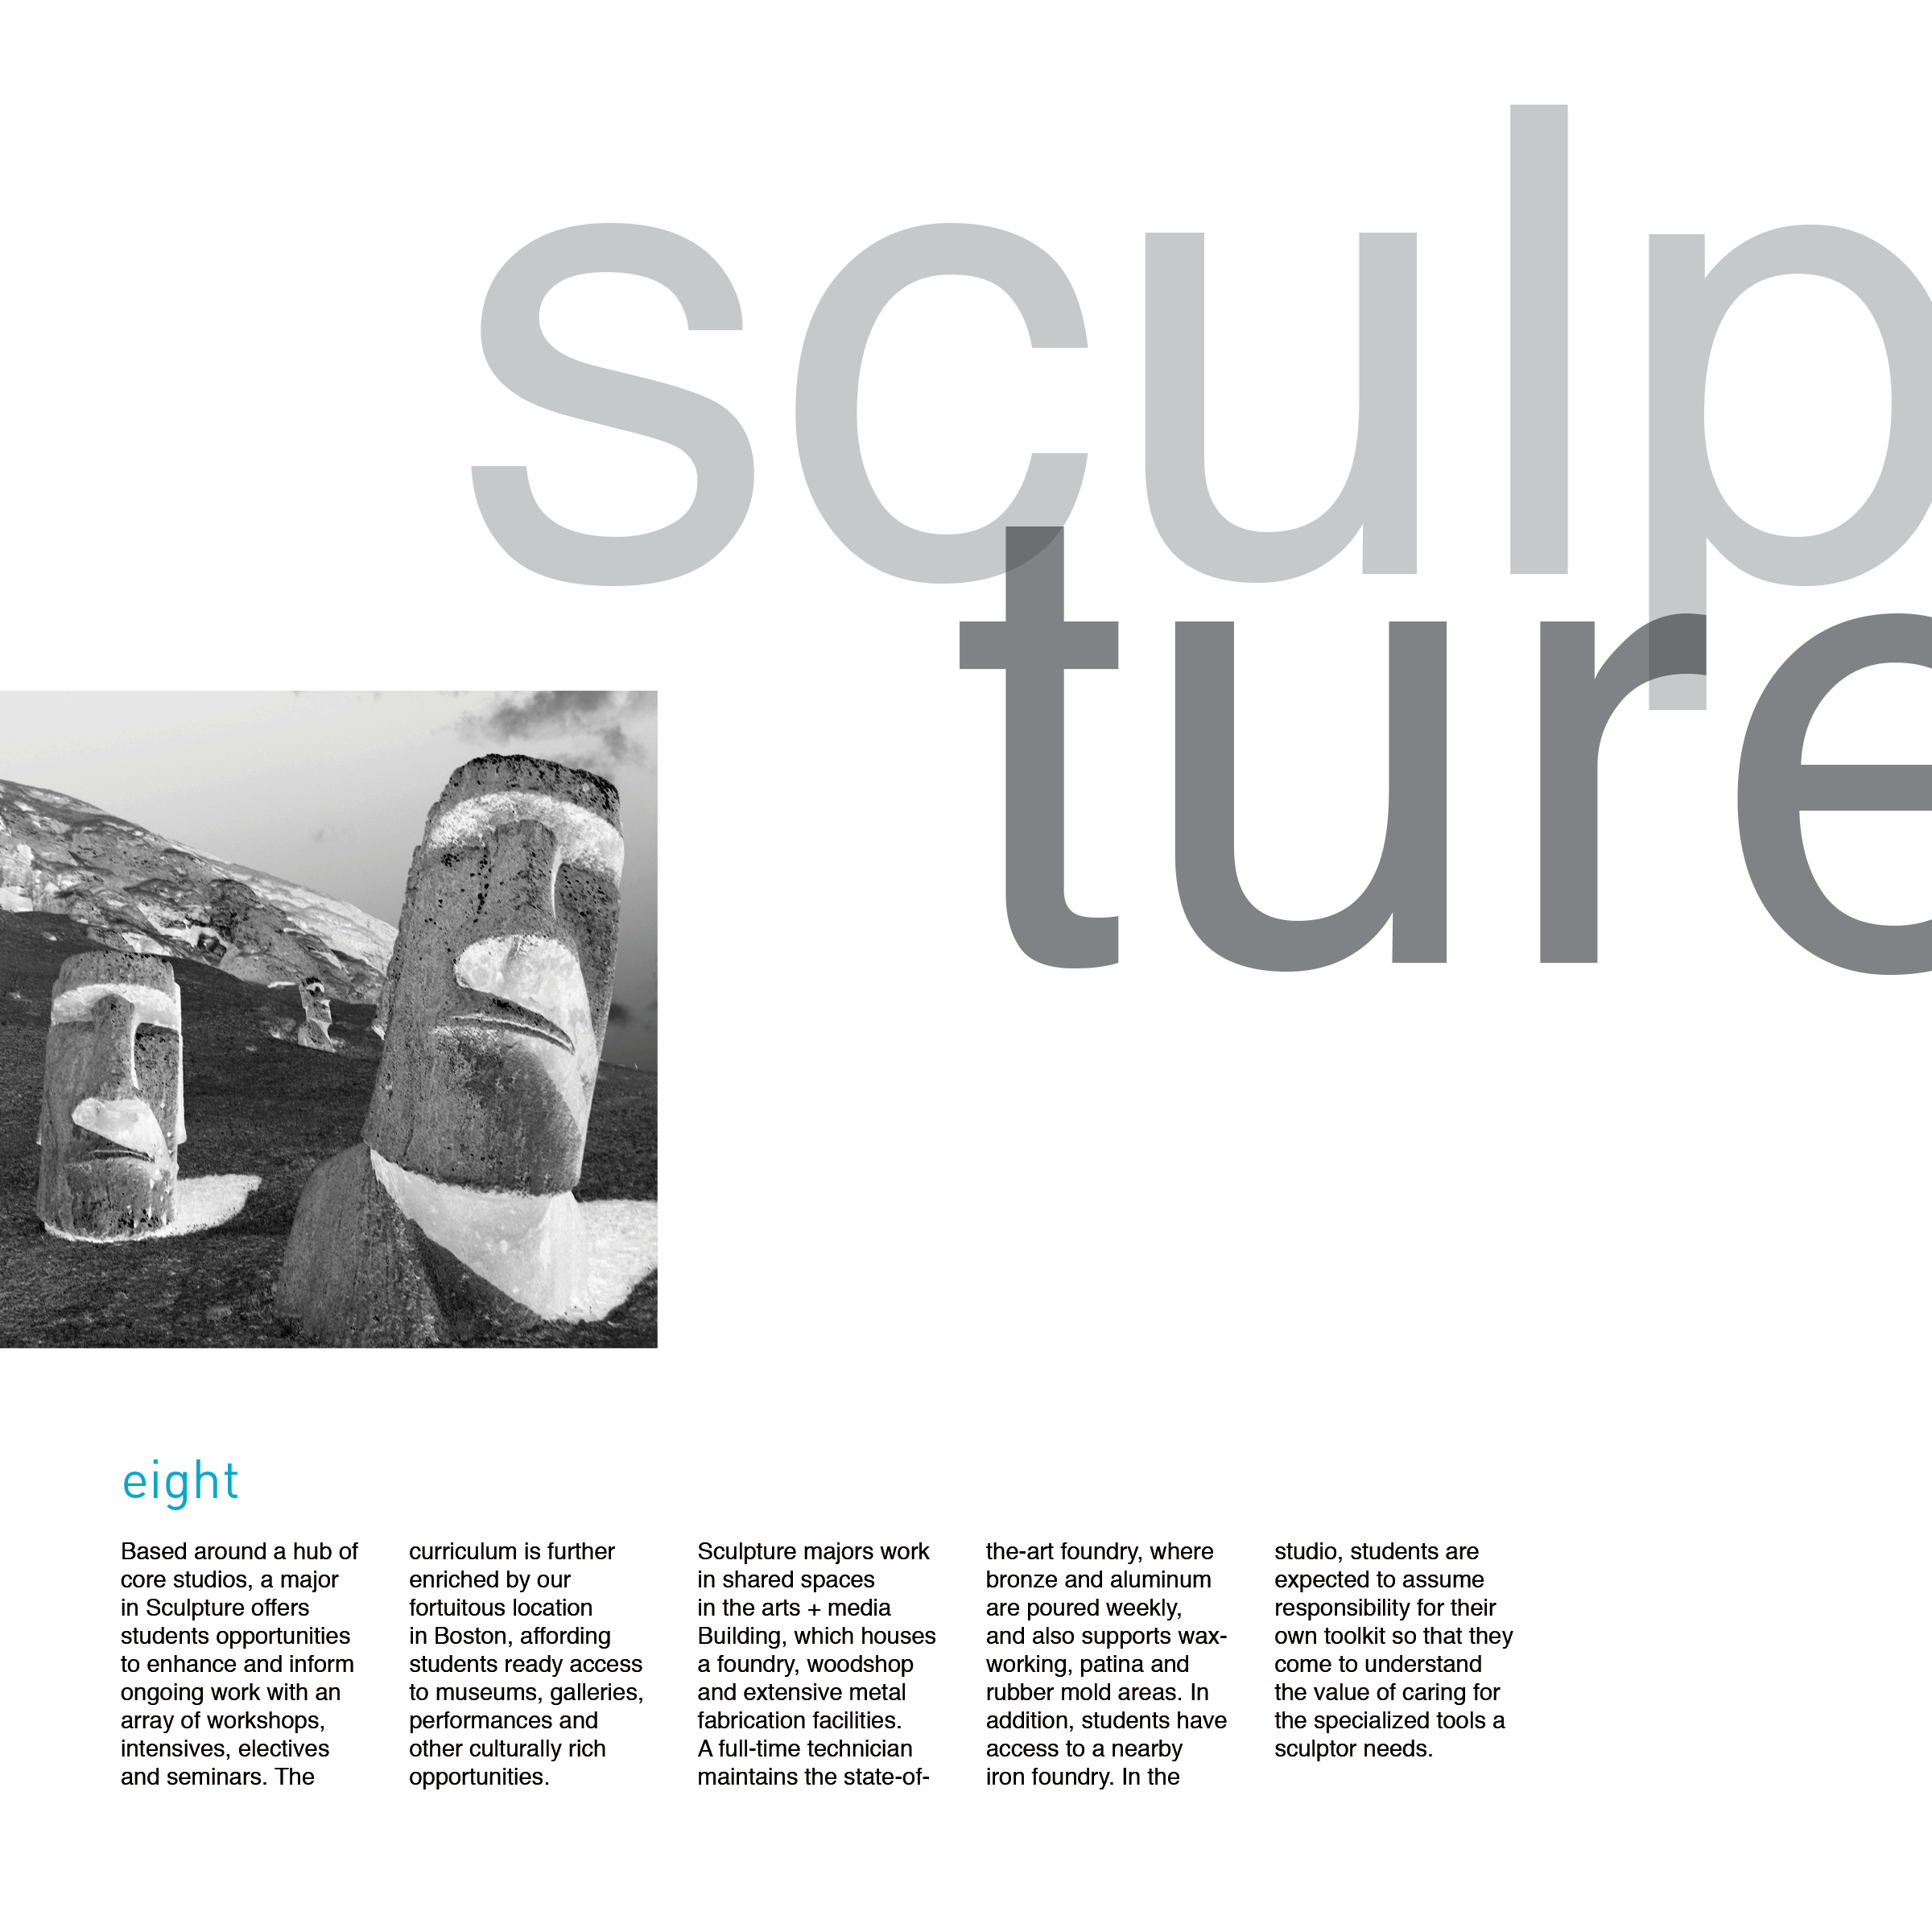 sculp
ture
eight
Based around a hub of
core studios, a major
in Sculpture offers
students opportunities
to enhance and inform
ongoing work with an
array of workshops,
intensives, electives
and seminars. The
curriculum is further
enriched by our
fortuitous location
in Boston, affording
students ready access
to museums, galleries,
performances and
other culturally rich
opportunities.
Sculpture majors work
in shared spaces
in the arts + media
Building, which houses
a foundry, woodshop
and extensive metal
fabrication facilities.
A full-time technician
maintains the state-of-
the-art foundry, where
bronze and aluminum
are poured weekly,
and also supports wax-
working, patina and
rubber mold areas. In
addition, students have
access to a nearby
iron foundry. In the
studio, students are
expected to assume
responsibility for their
own toolkit so that they
come to understand
the value of caring for
the specialized tools a
sculptor needs.